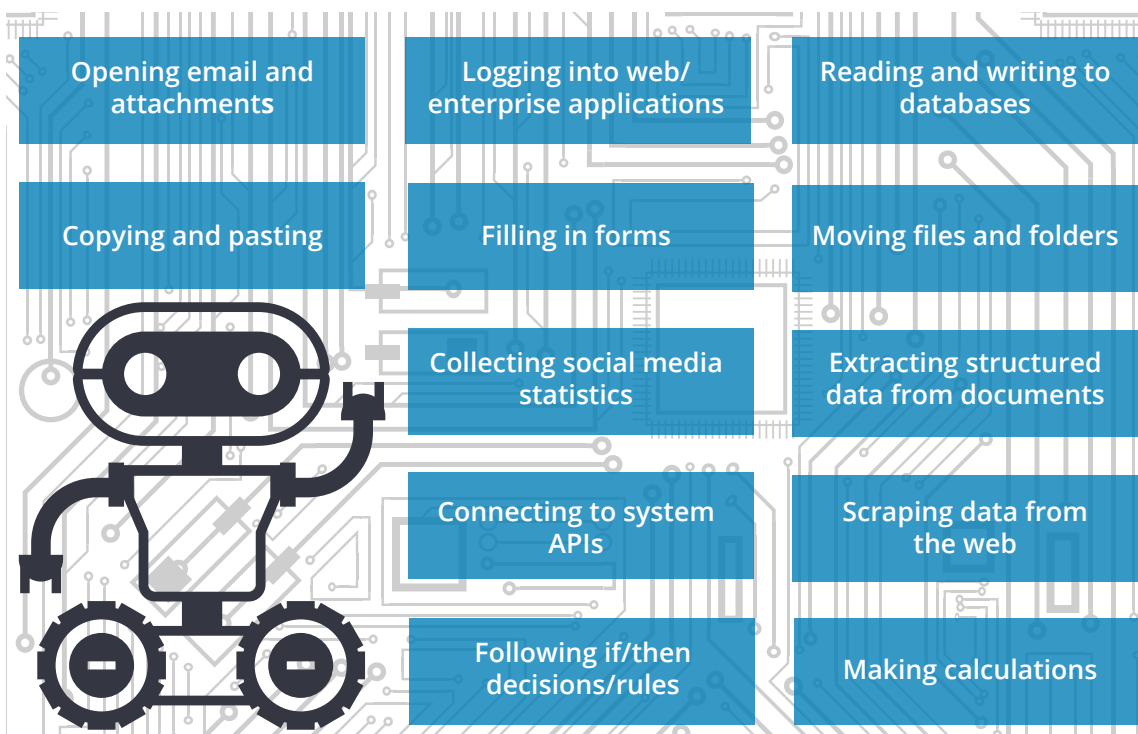 Opening email and
attachments
Logging into web/
enterprise applications
Reading and writing to
databases
Copying and pasting
Filling in forms
Moving files and folders
Collecting social media
statistics
Extracting structured
data from documents
Connecting to system
APIs
Scraping data from
the web
Following if/then
decisions/rules
Making calculations